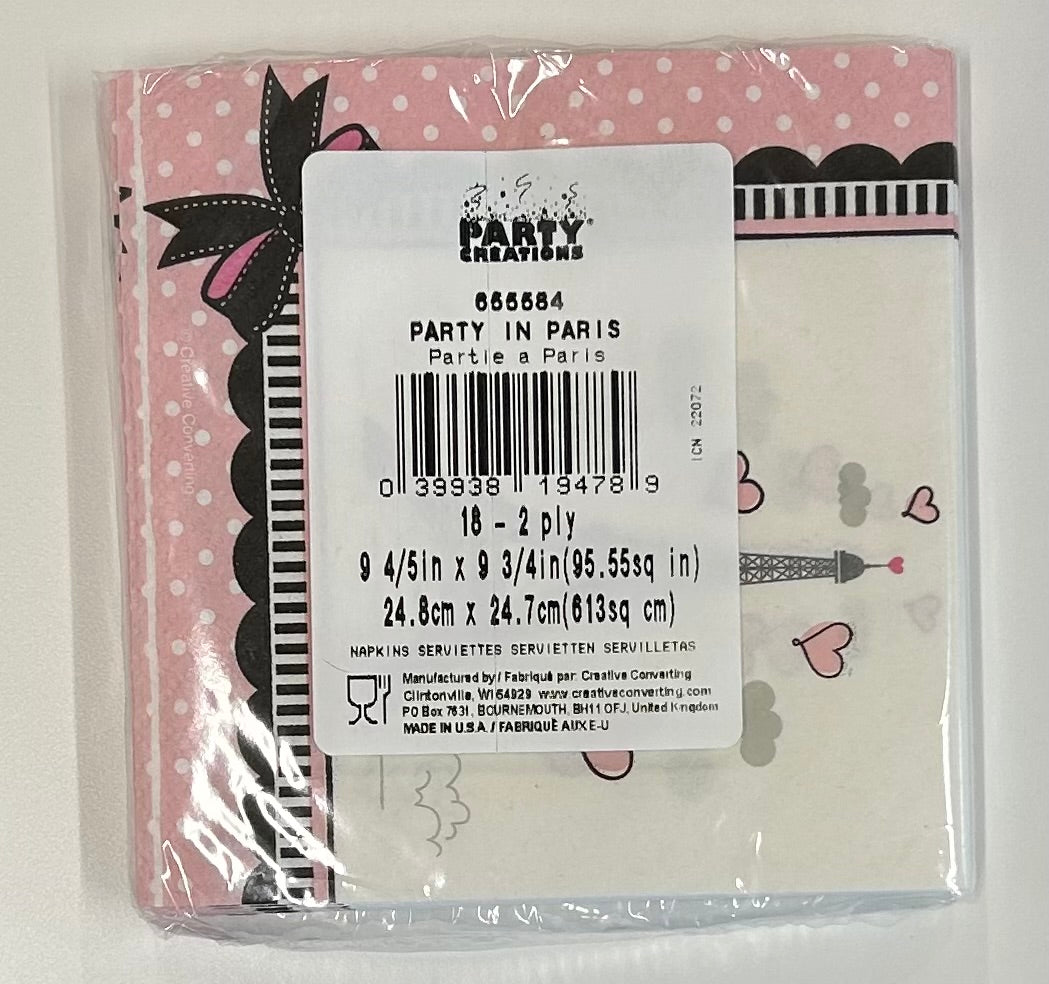 PARTY®
CREATIONS
655584
PARTY IN PARIS
Partie a Paris
0 39938 19478 9
LCN 22072
18 - 2 ply
9 4/5in x 9 3/4in(95.55sq in)
24.8cm x 24.7cm(613sq cm)
NAPKINS SERVIETTES SERVIETTEN SERVILLETAS
Manufactured by / Fabriqué par: Creative Converting
Clintonville, WI 54929 www.creativeconverting.com
PO Box 7631, BOURNEMOUTH, BH11 0FJ, United Kingdom
MADE IN U.S.A. / FABRIQUÈ AUX E-U
© Creative Converting